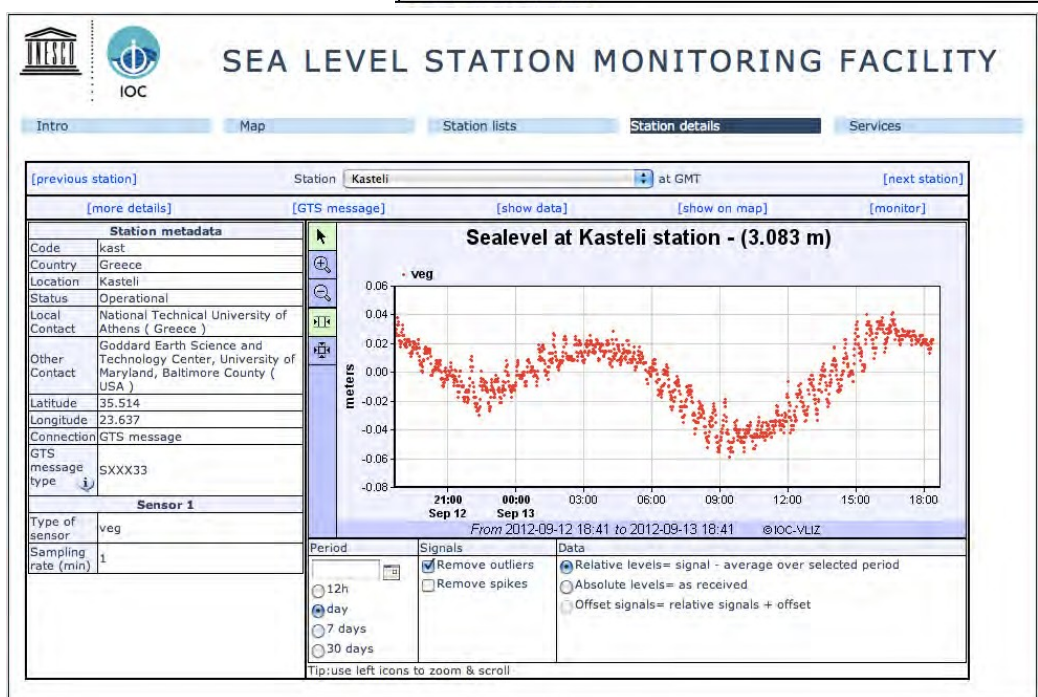 UNESCO
IOC
SEA LEVEL STATION MONITORING FACILITY
Intro Map Station lists Station details Services
[previous station] Station Kasteli at GMT [next station]
[more details] [GTS message] [show data] [show on map] [monitor]
Station metadata
Code kast
Country Greece
Location Kasteli
Status Operational
Local Contact National Technical University of
Athens ( Greece )
Other Contact Goddard Earth Science and
Technology Center, University of
Maryland, Baltimore County (
USA )
Latitude 35.514
Longitude 23.637
Connection GTS message
GTS
message
type i SXXX33
Sensor 1
Type of
sensor veg
Sampling
rate (min) 1
Sealevel at Kasteli station - (3.083 m)
veg
meters
0.06
0.04
0.02
0.00
-0.02
-0.04
-0.06
-0.08
21:00 00:00 03:00 06:00 09:00 12:00 15:00 18:00
Sep 12 Sep 13
From 2012-09-12 18:41 to 2012-09-13 18:41 ©IOC-VLIZ
Period Signals Data
Remove outliers Relative levels= signal - average over selected period
12h Remove spikes Absolute levels= as received
day Offset signals= relative signals + offset
7 days
30 days
Tip:use left icons to zoom & scroll